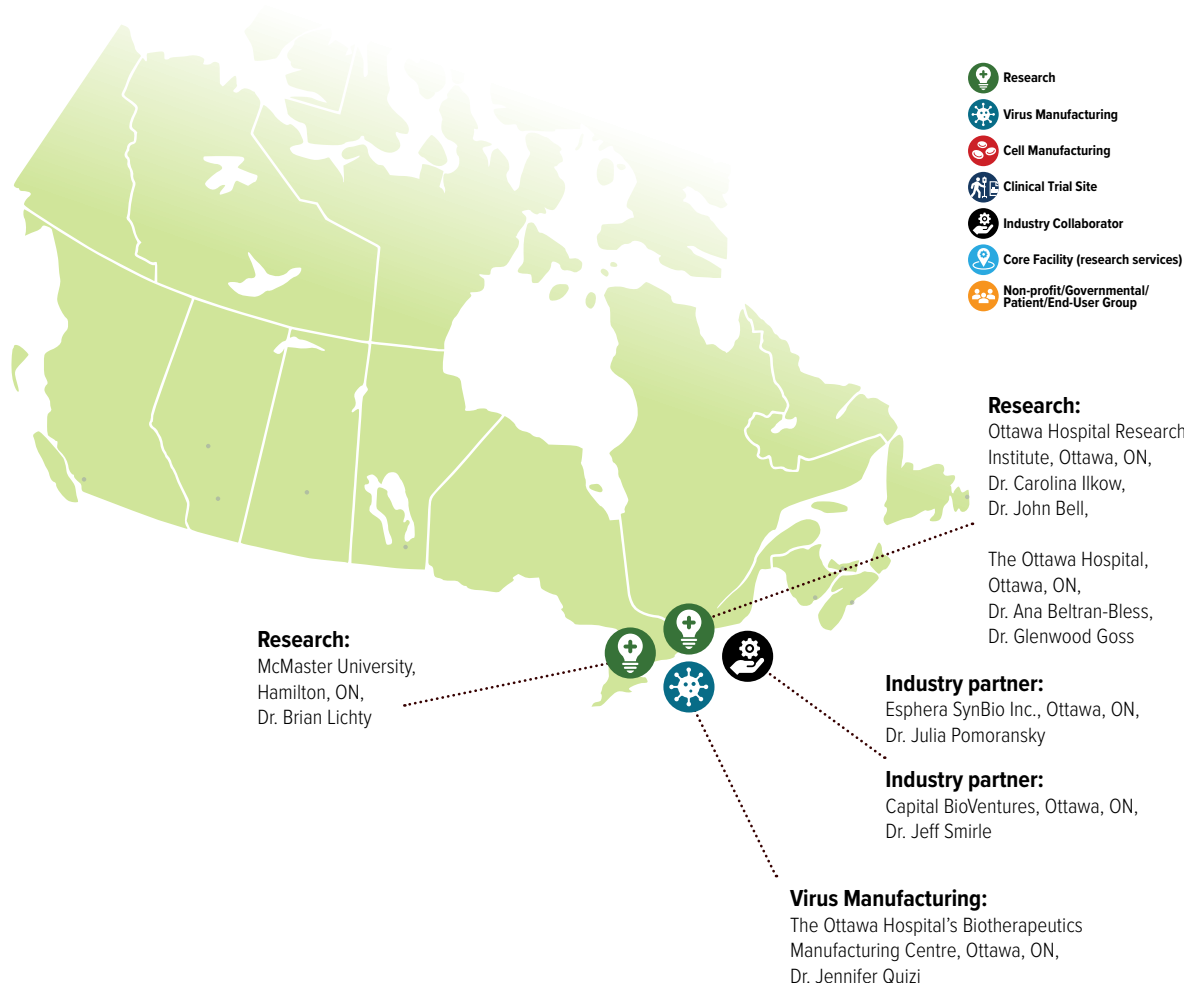 Research
Virus Manufacturing
Cell Manufacturing
Clinical Trial Site
Industry Collaborator
Core Facility (research services)
Non-profit/Governmental/
Patient/End-User Group
Research:
Ottawa Hospital Research
Institute, Ottawa, ON,
Dr. Carolina Ilkow,
Dr. John Bell,
The Ottawa Hospital,
Ottawa, ON,
Dr. Ana Beltran-Bless,
Dr. Glenwood Goss
Research:
McMaster University,
Hamilton, ON,
Dr. Brian Lichty
Industry partner:
Esphera SynBio Inc., Ottawa, ON,
Dr. Julia Pomoransky
Industry partner:
Capital BioVentures, Ottawa, ON,
Dr. Jeff Smirle
Virus Manufacturing:
The Ottawa Hospital’s Biotherapeutics
Manufacturing Centre, Ottawa, ON,
Dr. Jennifer Quizi